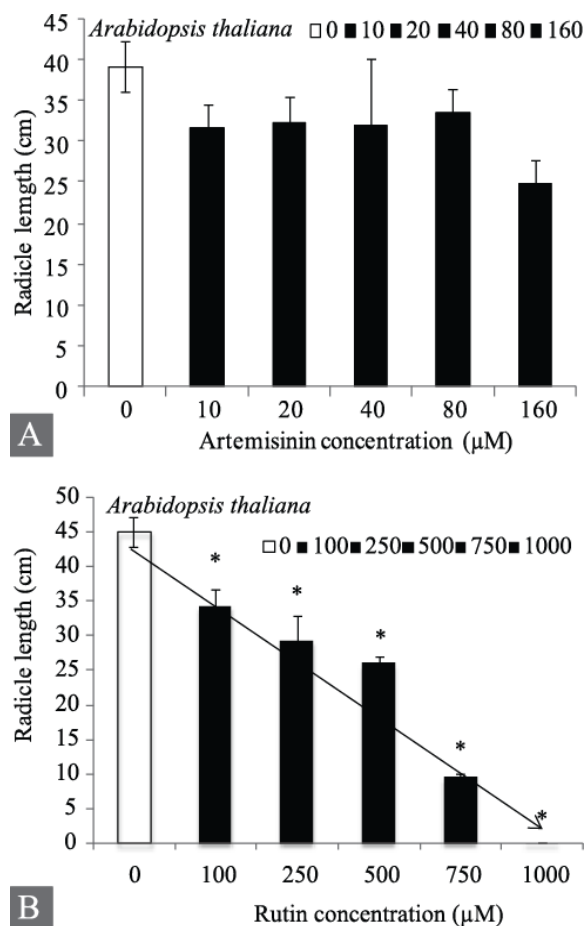 Arabidopsis thaliana 0 10 20 40 80 160
45
40
35
30
25
20
15
10
5
0
Radicle lemgth (cm)
0 10 20 40 80 160
Artemisinin concentration (µM)
A
Arabidopsis thaliana
0 100 250 500 750 1000
50
45
40
35
30
25
20
15
10
5
0
Radicle length (cm)
* * * * *
0 100 250 500 750 1000
Rutin concentration (µM)
B